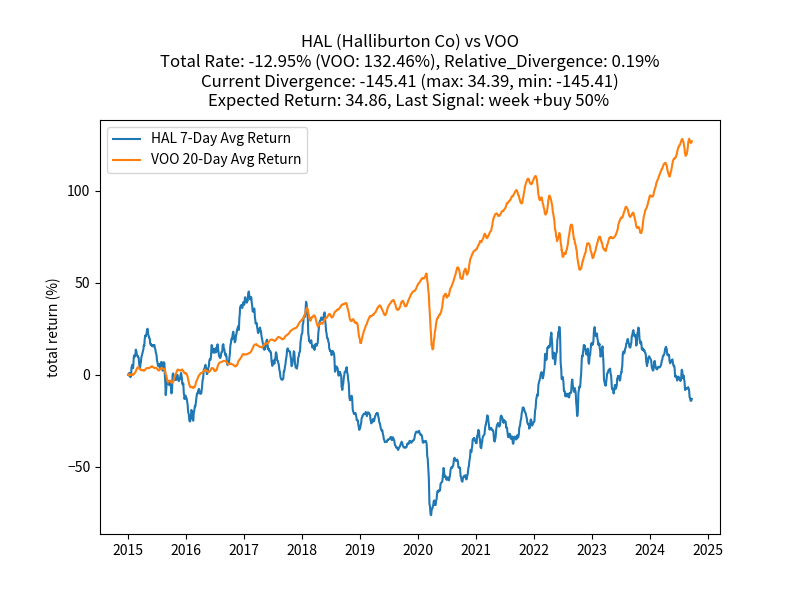 HAL (Halliburton Co) vs VOO
Total Rate: -12.95% (VOO: 132.46%), Relative_Divergence: 0.19%
Current Divergence: -145.41 (max: 34.39, min: -145.41)
Expected Return: 34.86, Last Signal: week +buy 50%
HAL 7-Day Avg Return
VOO 20-Day Avg Return
total return (%)
100
50
0
−50
2015 2016 2017 2018 2019 2020 2021 2022 2023 2024 2025